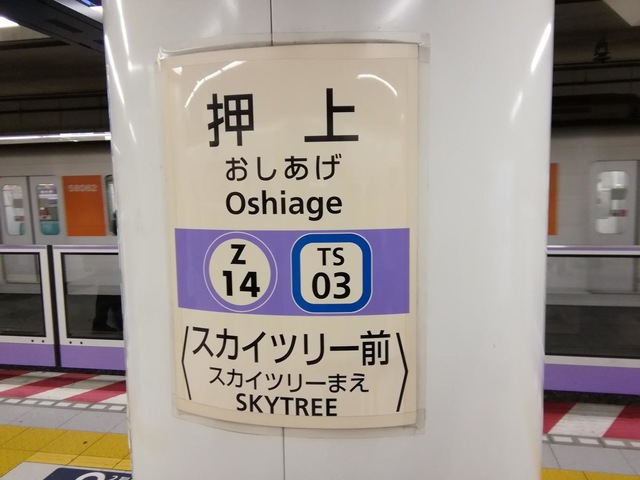 押上
おしあげ
Oshiage
Z
14
TS
03
〈スカイツリー前〉
スカイツリーまえ
SKYTREE
58062